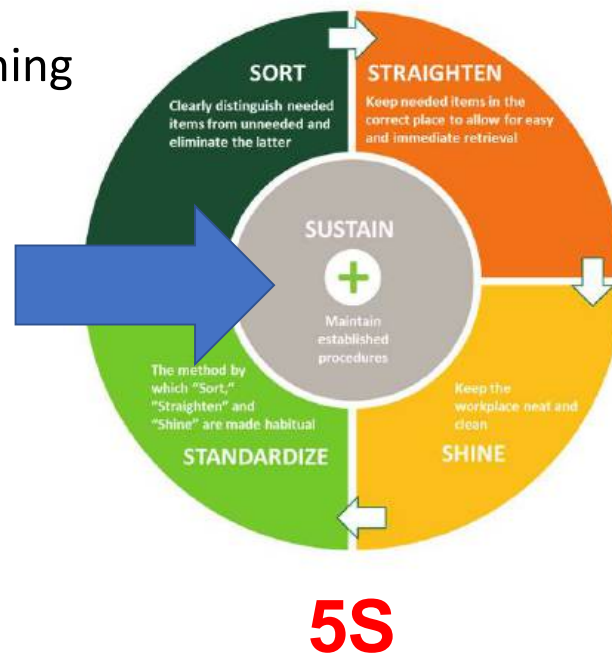 ning
SORT
Clearly distinguish needed
items from unneeded and
eliminate the latter
STRAIGHTEN
Keep needed items in the
correct place to allow for easy
and immediate retrieval
SUSTAIN
Maintain
established
procedures
The method by
which "Sort,"
"Straighten" and
"Shine" are made habitual
STANDARDIZE
Keep the
workplace neat and
clean
SHINE
5S